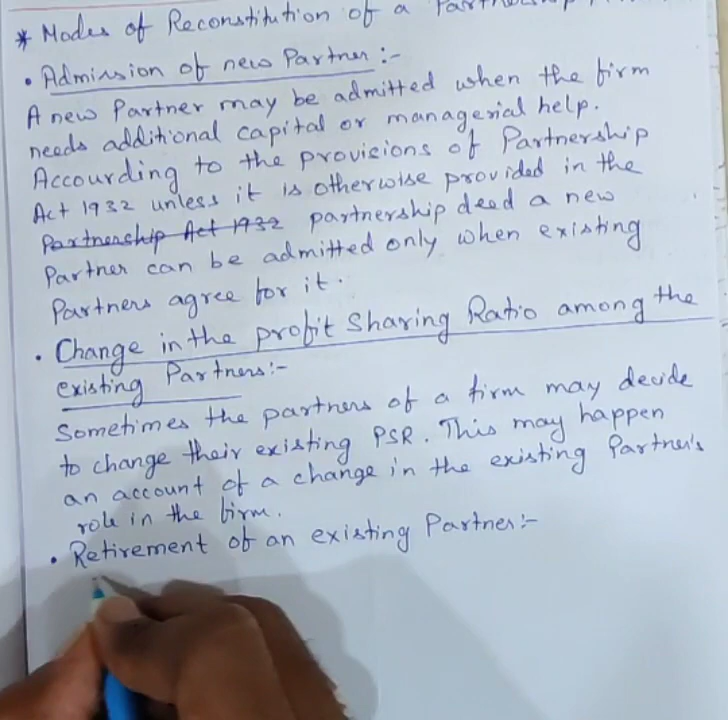 * Modes of Reconstitution of a Partnership
• Admission of new Partner :-
A new Partner may be admitted when the firm
needs additional capital or managerial help.
Accourding to the provisions of Partnership
Act 1932 unless it is otherwise provided in the
Partnership Act 1932 partnership deed a new
Partner can be admitted only when existing
Partners agree for it.
• Change in the profit Sharing Ratio among the
existing Partners:-
Sometimes the partners of a firm may decide
to change their existing PSR. This may happen
an account of a change in the existing Partner's
role in the firm.
• Retirement of an existing Partner:-